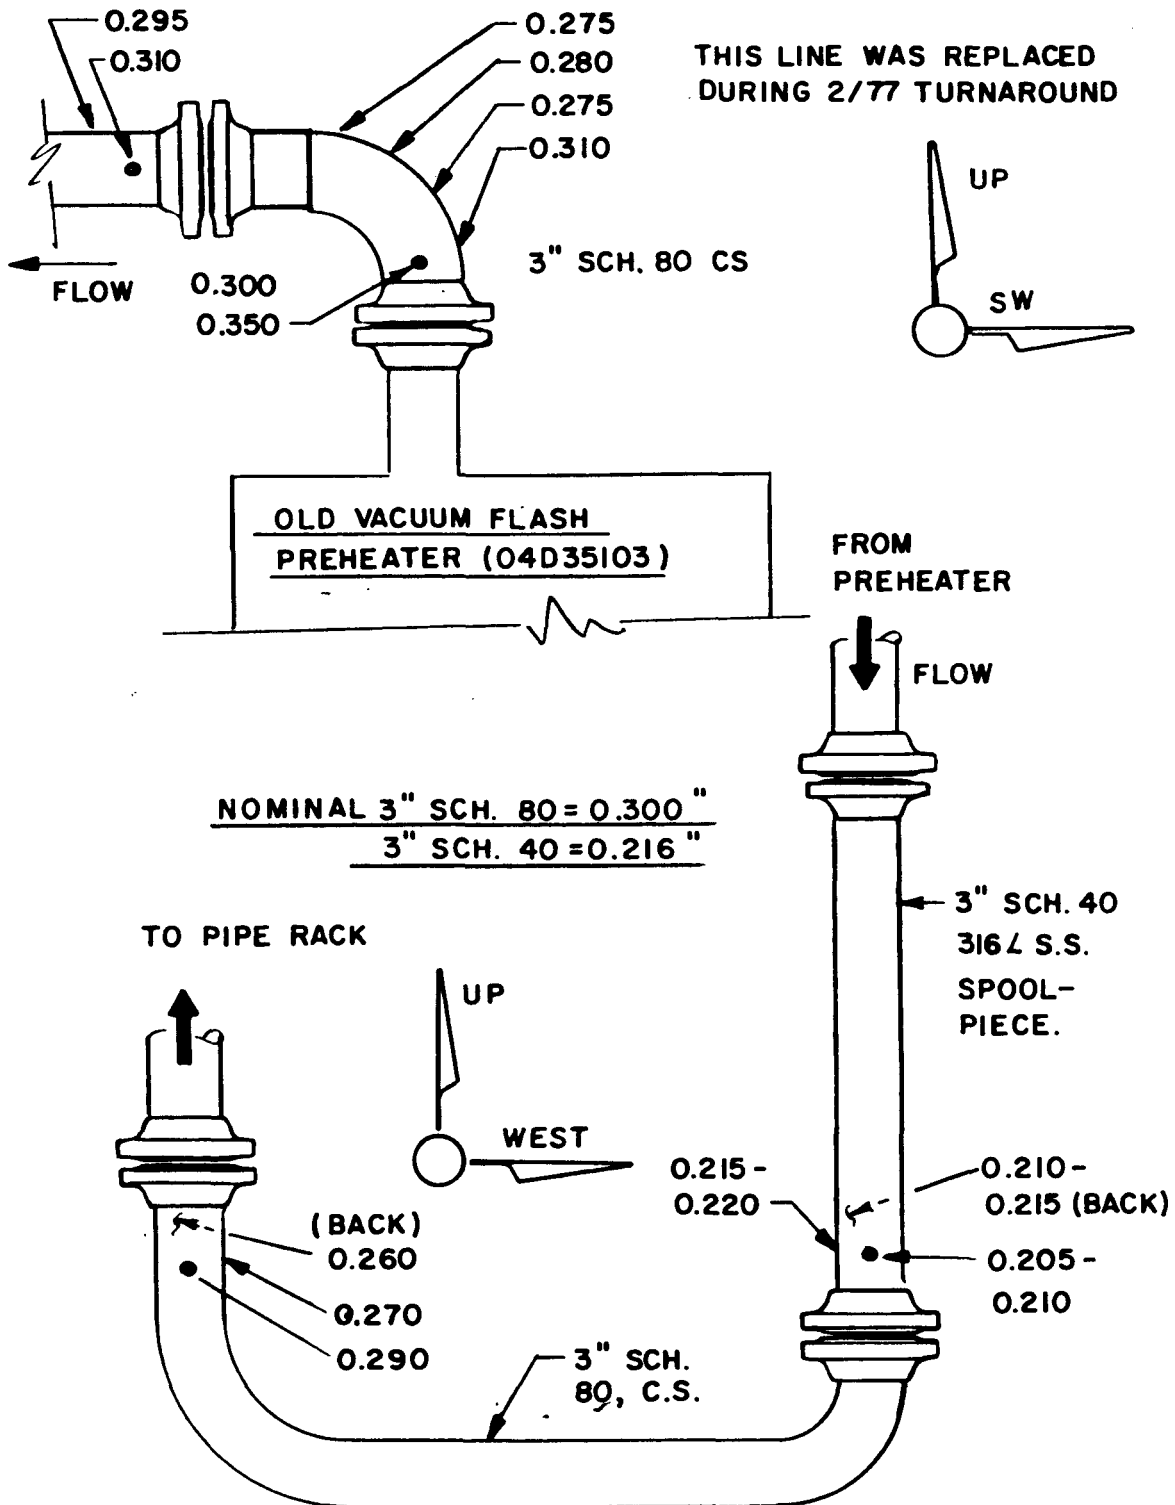 0.295
0.310
0.275
0.280
0.275
0.310
THIS LINE WAS REPLACED
DURING 2/77 TURNAROUND
UP
SW
3" SCH. 80 CS
FLOW
0.300
0.350
OLD VACUUM FLASH
PREHEATER (04D35103)
FROM
PREHEATER
FLOW
NOMINAL 3" SCH. 80 = 0.300"
3" SCH. 40 = 0.216"
3" SCH. 40
316L S.S.
SPOOL-
PIECE.
TO PIPE RACK
UP
WEST
0.215-
0.220
0.210-
0.215 (BACK)
0.205-
0.210
(BACK)
0.260
0.270
0.290
3" SCH.
80, C.S.